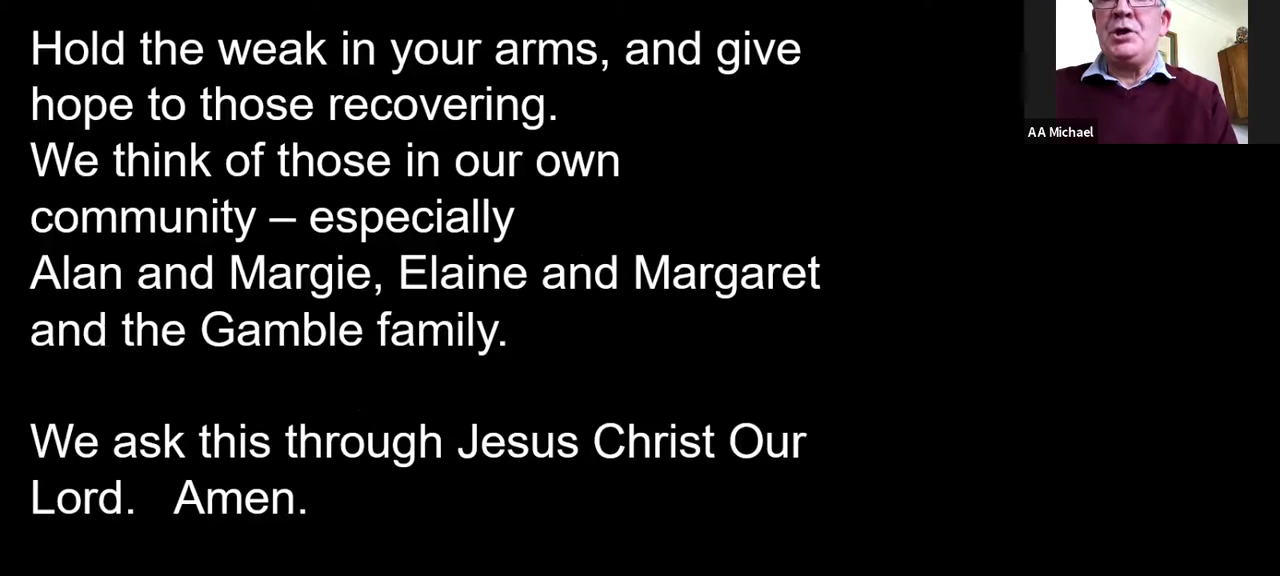 Hold the weak in your arms, and give
hope to those recovering.
We think of those in our own
community – especially
Alan and Margie, Elaine and Margaret
and the Gamble family.
We ask this through Jesus Christ Our
Lord.   Amen.
A A Michael